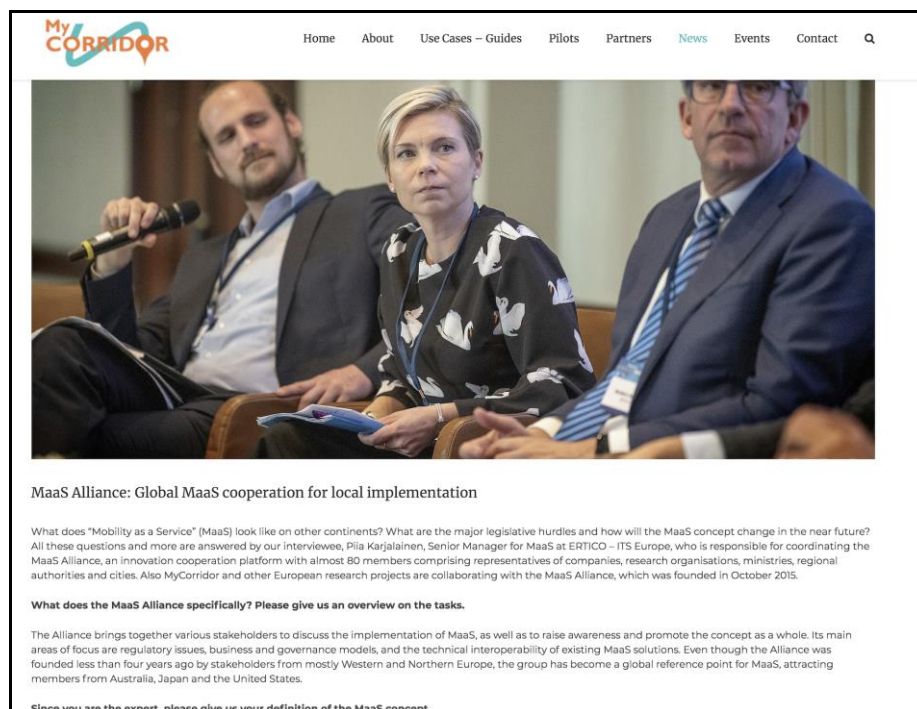 My
CORRIDOR
Home About Use Cases – Guides Pilots Partners News Events Contact
MaaS Alliance: Global MaaS cooperation for local implementation
What does “Mobility as a Service” (MaaS) look like on other continents? What are the major legislative hurdles and how will the MaaS concept change in the near future?
All these questions and more are answered by our interviewee, Piia Karjalainen, Senior Manager for MaaS at ERTICO – ITS Europe, who is responsible for coordinating the
MaaS Alliance, an innovation cooperation platform with almost 80 members comprising representatives of companies, research organisations, ministries, regional
authorities and cities. Also MyCorridor and other European research projects are collaborating with the MaaS Alliance, which was founded in October 2015.
What does the MaaS Alliance specifically? Please give us an overview on the tasks.
The Alliance brings together various stakeholders to discuss the implementation of MaaS, as well as to raise awareness and promote the concept as a whole. Its main
areas of focus are regulatory issues, business and governance models, and the technical interoperability of existing MaaS solutions. Even though the Alliance was
founded less than four years ago by stakeholders from mostly Western and Northern Europe, the group has become a global reference point for MaaS, attracting
members from Australia, Japan and the United States.
Since you are the expert, please give us your definition of the MaaS concept.